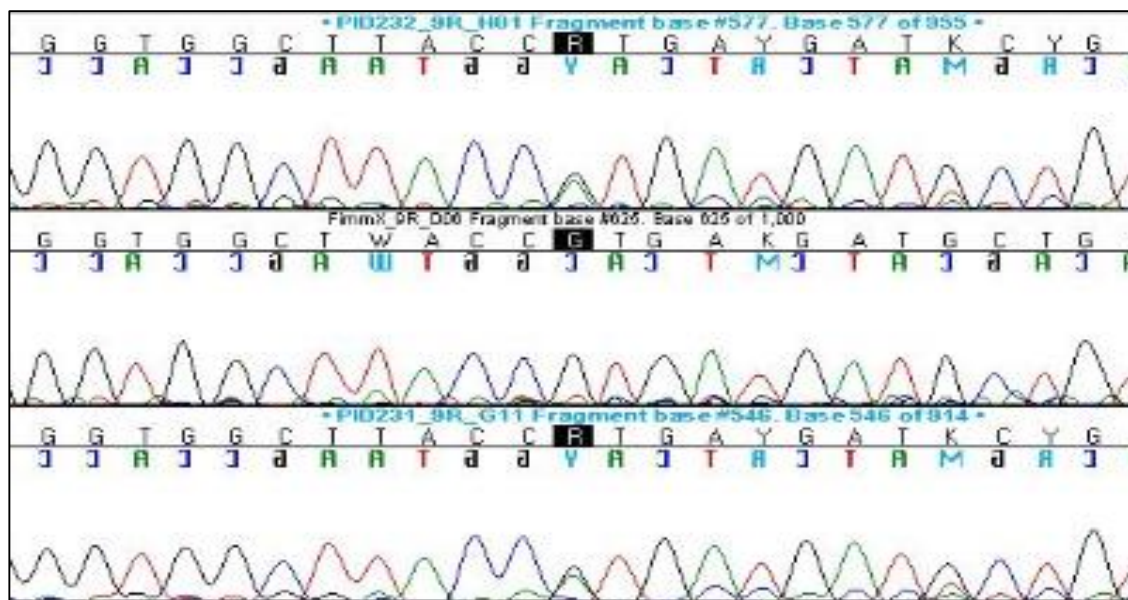 • PID232_9R_H01 Fragment base #577. Base 577 of 955 •
G G T G G C T T A C C R T G A Y G A T K C Y G
C C A C C G A A T G G Y A C T R C T A M G R C
FimmX_9R_D06 Fragment base #625. Base 625 of 1,000
G G T G G C T W A C C G T G A K G A T G C T G
C C A C C G A W T G G C A C T M C T A C G A C A
• PID231_9R_G11 Fragment base #546. Base 546 of 914 •
G G T G G C T T A C C R T G A Y G A T K C Y G
C C A C C G A A T G G Y A C T R C T A M G R C